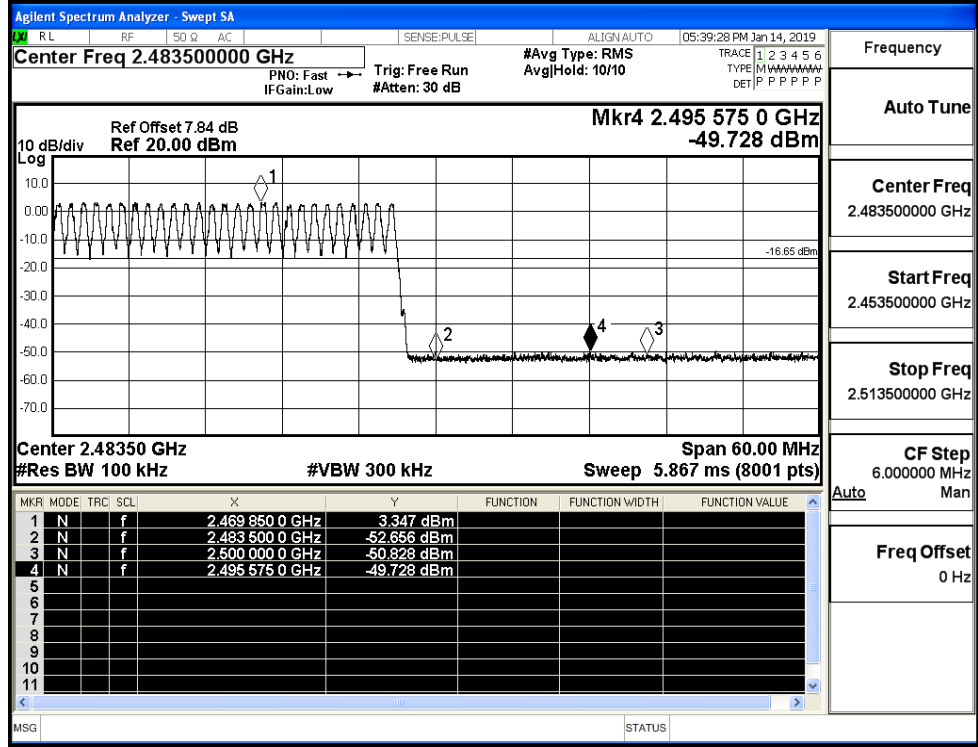 Agilent Spectrum Analyzer - Swept SA
LXI RL RF 50 Ω AC SENSE:PULSE ALIGN AUTO 05:39:28 PM Jan 14, 2019
Center Freq 2.483500000 GHz
PNO: Fast
IFGain:Low
Trig: Free Run
#Atten: 30 dB
#Avg Type: RMS
Avg|Hold: 10/10
TRACE 1 2 3 4 5 6
TYPE M
DET P P P P P P
Mkr4 2.495 575 0 GHz
-49.728 dBm
Ref Offset 7.84 dB
10 dB/div Ref 20.00 dBm
Log
10.0
0.00
-10.0
-20.0
-30.0
-40.0
-50.0
-60.0
-70.0
1
2
4
3
-16.65 dBm
Center 2.48350 GHz Span 60.00 MHz
#Res BW 100 kHz #VBW 300 kHz Sweep 5.867 ms (8001 pts)
MKR MODE TRC SCL X Y FUNCTION FUNCTION WIDTH FUNCTION VALUE
1 N f 2.469 850 0 GHz 3.347 dBm
2 N f 2.483 500 0 GHz -52.656 dBm
3 N f 2.500 000 0 GHz -50.828 dBm
4 N f 2.495 575 0 GHz -49.728 dBm
5
6
7
8
9
10
11
MSG STATUS
Frequency
Auto Tune
Center Freq
2.483500000 GHz
Start Freq
2.453500000 GHz
Stop Freq
2.513500000 GHz
CF Step
6.000000 MHz
Auto Man
Freq Offset
0 Hz